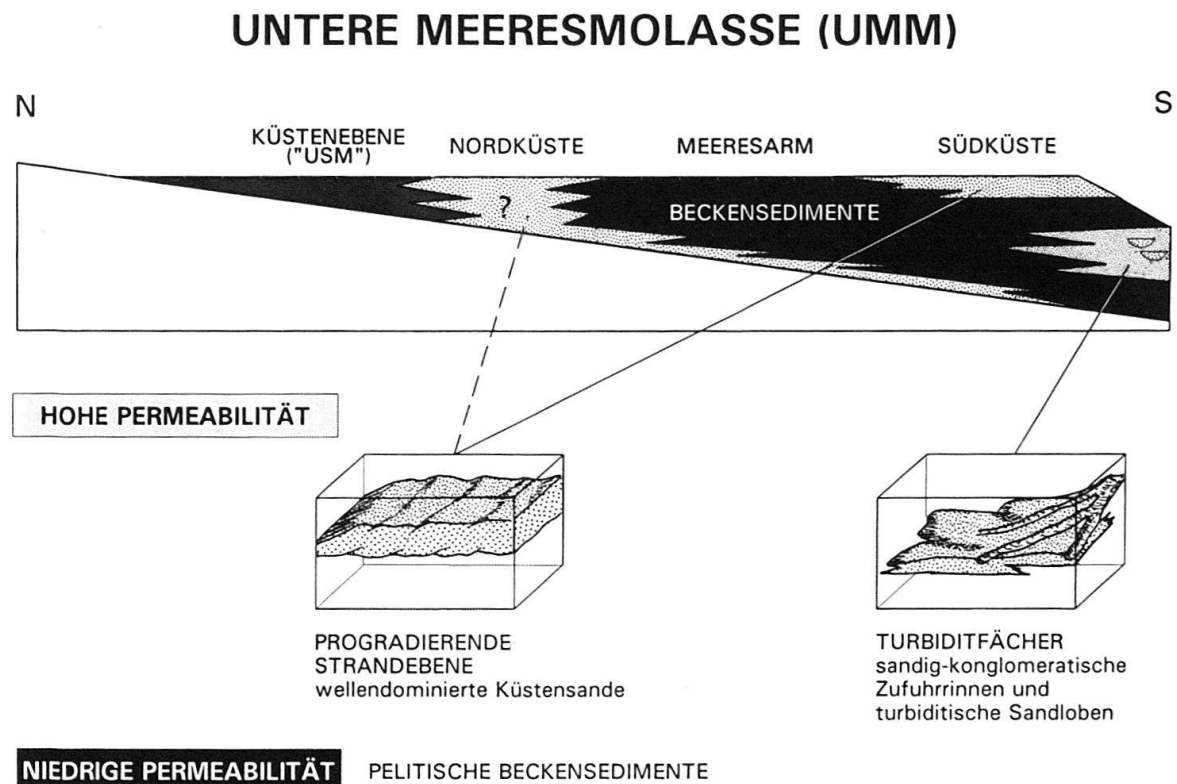 UNTERE MEERESMOLASSE (UMM)
N
S
KÜSTENEBENE
("USM")
NORDKÜSTE
MEERESARM
SÜDKÜSTE
?
BECKENSEDIMENTE
HOHE PERMEABILITÄT
PROGRADIERENDE
STRANDEBENE
wellendominierte Küstensande
TURBIDITFÄCHER
sandig-konglomeratische
Zufuhrrinnen und
turbiditische Sandloben
NIEDRIGE PERMEABILITÄT PELITISCHE BECKENSEDIMENTE